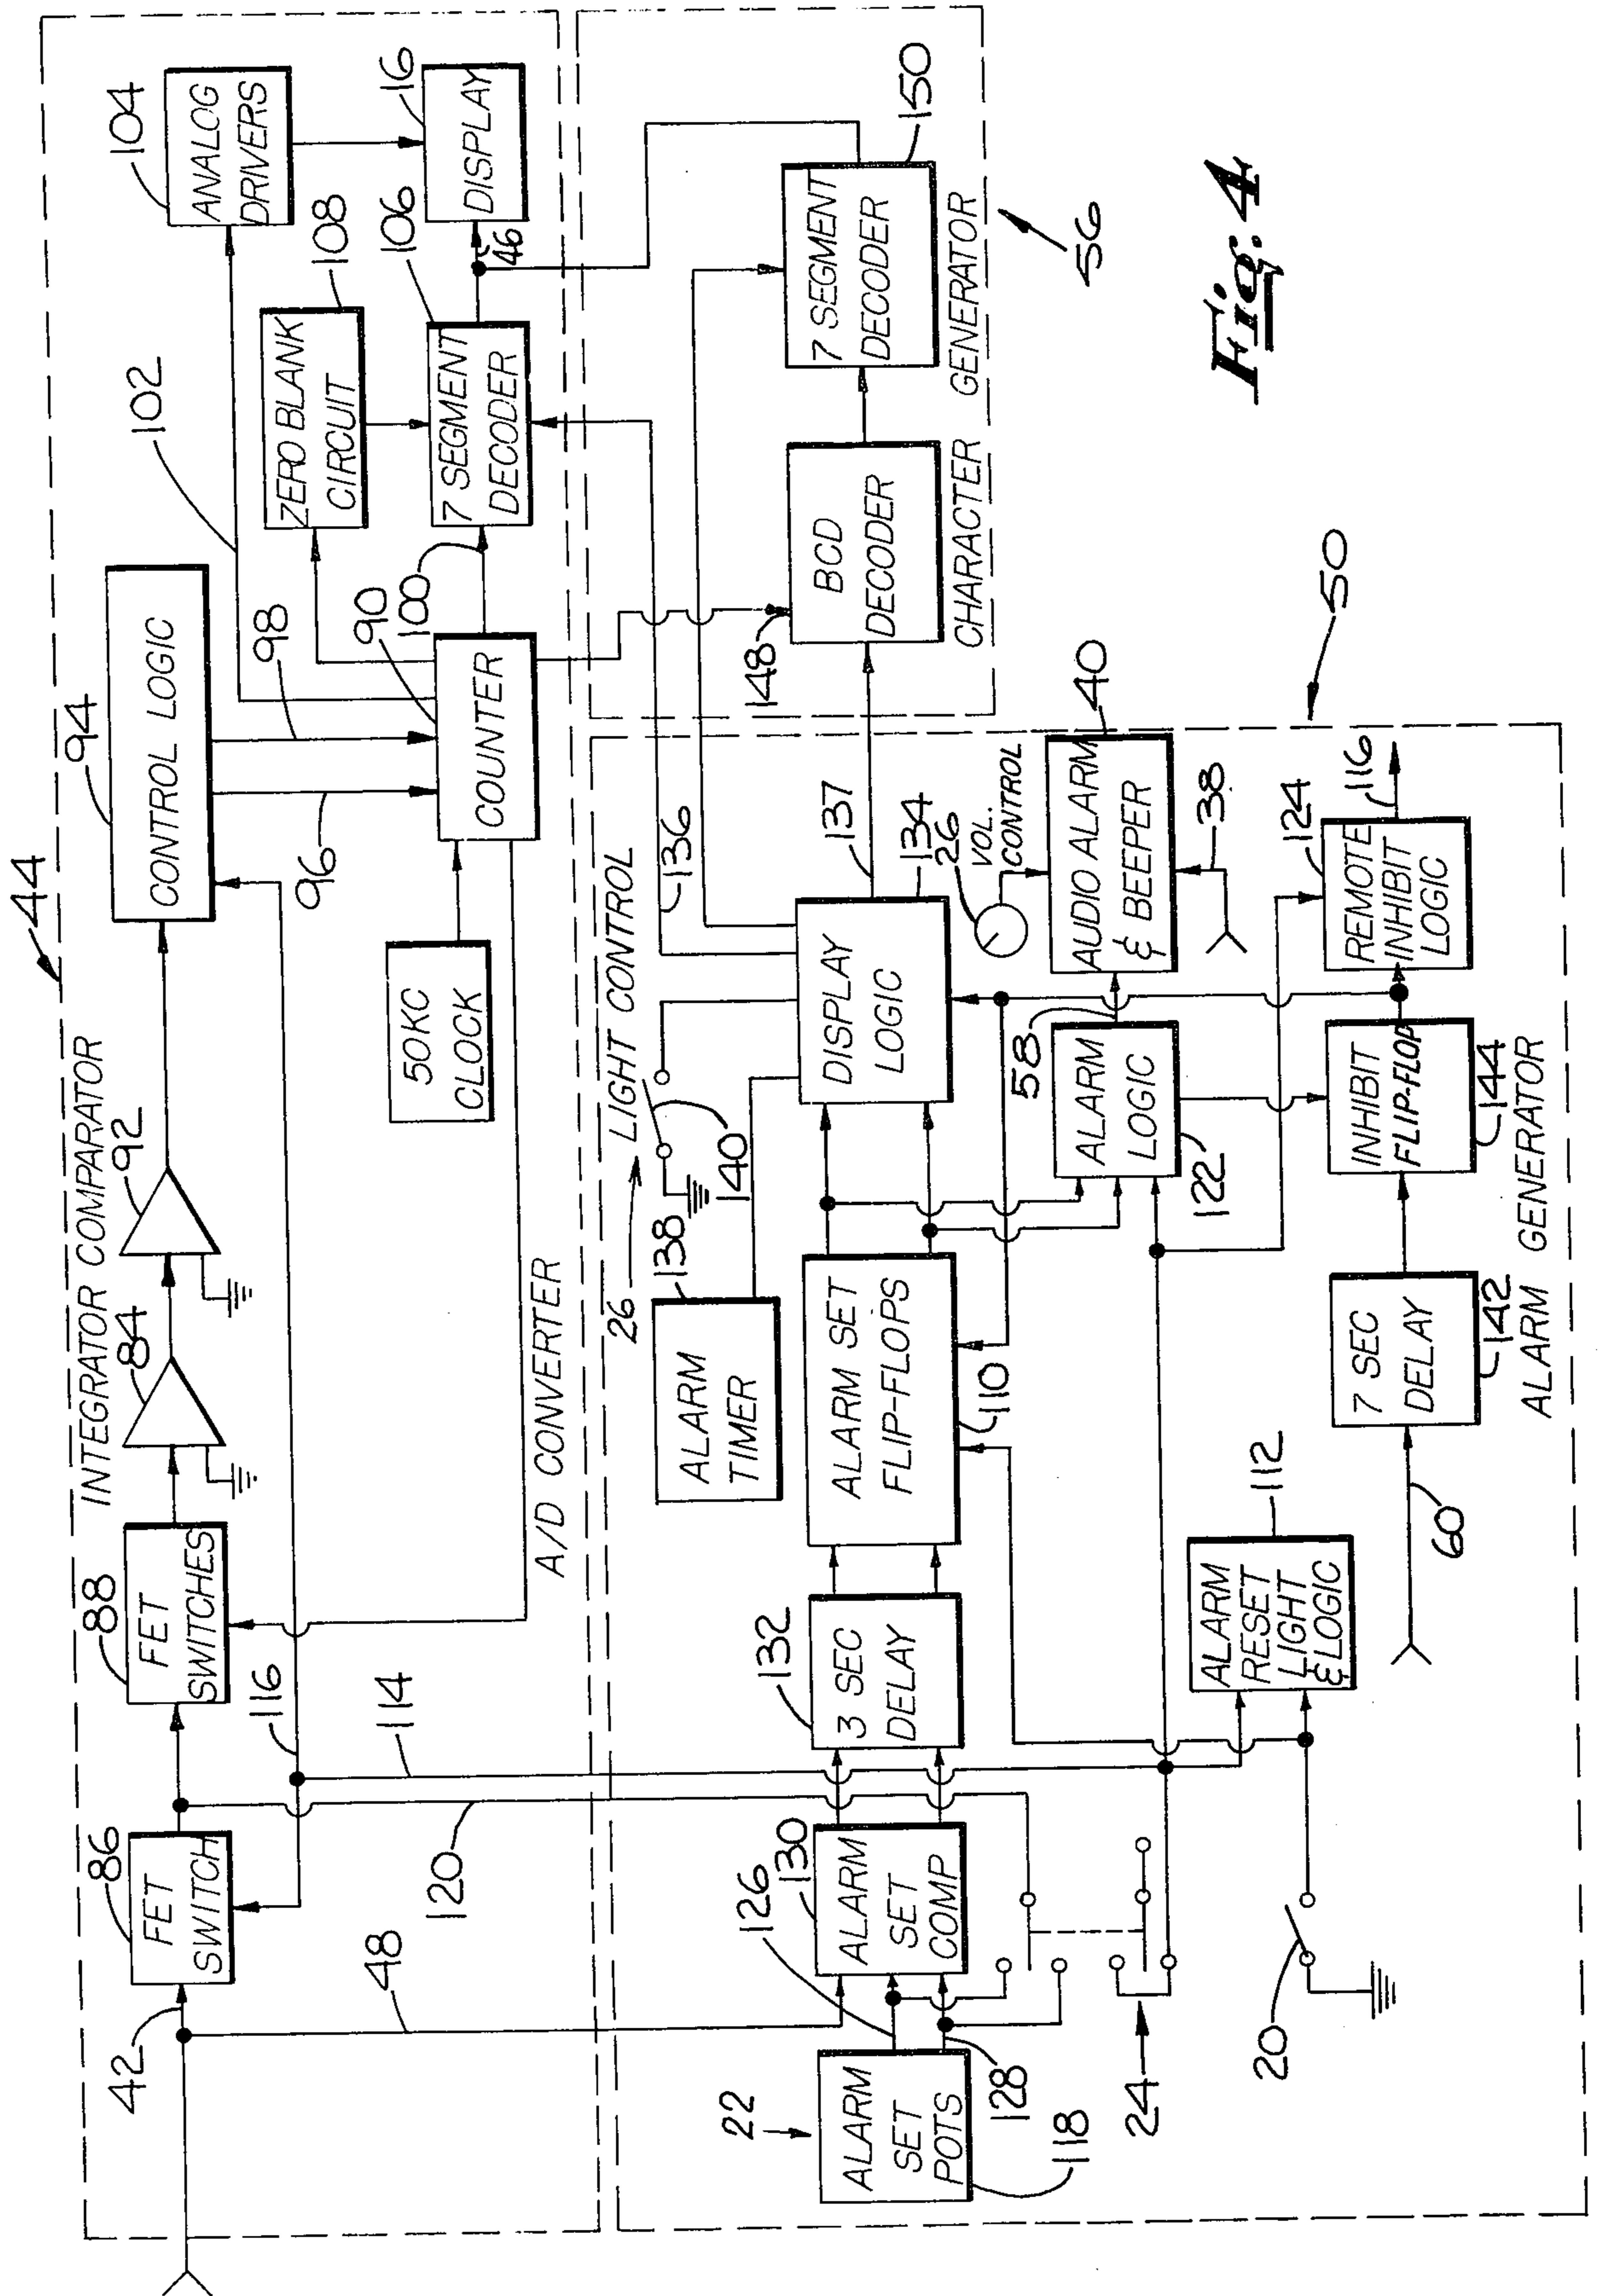 44
INTEGRATOR COMPARATOR
42
86
FET
SWITCH
88
FET
SWITCHES
84
92
94
CONTROL LOGIC
116
96
98
102
104
ANALOG
DRIVERS
108
ZERO BLANK
CIRCUIT
106
7 SEGMENT
DECODER
16
DISPLAY
46
100
90
COUNTER
50KC
CLOCK
A/D CONVERTER
48
120
114
26
LIGHT CONTROL
140
136
138
ALARM
TIMER
22
ALARM
SET
POTS
118
126
128
130
ALARM
SET
COMP
132
3 SEC
DELAY
ALARM SET
FLIP-FLOPS
110
DISPLAY
LOGIC
134
137
148
BCD
DECODER
7 SEGMENT
DECODER
150
CHARACTER GENERATOR
56
26
VOL.
CONTROL
40
AUDIO ALARM
& BEEPER
38
58
ALARM
LOGIC
122
24
20
112
ALARM
RESET
LIGHT
& LOGIC
60
7 SEC
DELAY
142
INHIBIT
FLIP-FLOP
144
REMOTE
INHIBIT
LOGIC
124
116
ALARM GENERATOR
50
Fig. 4